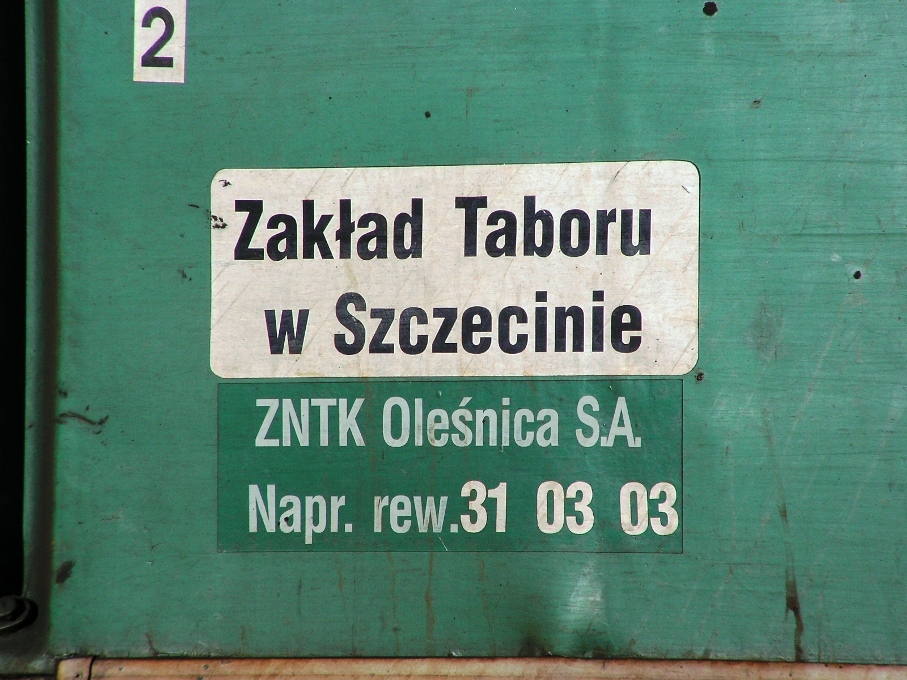 2
Zakład Taboru
w Szczecinie
ZNTK Oleśnica S.A.
Napr. rew.31 03 03